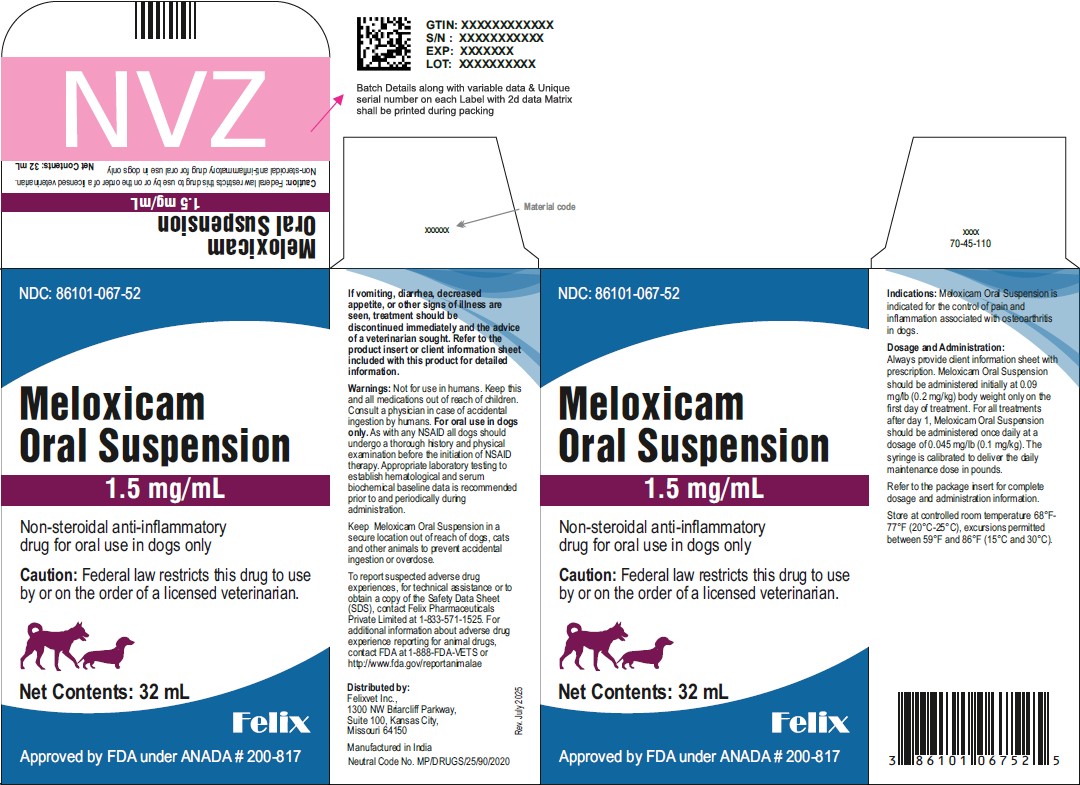 GTIN: XXXXXXXXXXXX
S/N : XXXXXXXXXXX
EXP: XXXXXXX
LOT: XXXXXXXXXX
Batch Details along with variable data & Unique
serial number on each Label with 2d data Matrix
shall be printed during packing
NVZ
Meloxicam
Oral Suspension
1.5 mg/mL
Caution: Federal law restricts this drug to use by or on the order of a licensed veterinarian.
Non-steroidal anti-inflammatory drug for oral use in dogs only
Net Contents: 32 mL
Material code
xxxxxx
xxxx
70-45-110
NDC: 86101-067-52
Meloxicam
Oral Suspension
1.5 mg/mL
Non-steroidal anti-inflammatory
drug for oral use in dogs only
Caution: Federal law restricts this drug to use
by or on the order of a licensed veterinarian.
Net Contents: 32 mL
Felix
Approved by FDA under ANADA # 200-817
If vomiting, diarrhea, decreased
appetite, or other signs of illness are
seen, treatment should be
discontinued immediately and the advice
of a veterinarian sought. Refer to the
product insert or client information sheet
included with this product for detailed
information.
Warnings: Not for use in humans. Keep this
and all medications out of reach of children.
Consult a physician in case of accidental
ingestion by humans. For oral use in dogs
only. As with any NSAID all dogs should
undergo a thorough history and physical
examination before the initiation of NSAID
therapy. Appropriate laboratory testing to
establish hematological and serum
biochemical baseline data is recommended
prior to and periodically during
administration.
Keep Meloxicam Oral Suspension in a
secure location out of reach of dogs, cats
and other animals to prevent accidental
ingestion or overdose.
To report suspected adverse drug
experiences, for technical assistance or to
obtain a copy of the Safety Data Sheet
(SDS), contact Felix Pharmaceuticals
Private Limited at 1-833-571-1525. For
additional information about adverse drug
experience reporting for animal drugs,
contact FDA at 1-888-FDA-VETS or
http://www.fda.gov/reportanimalae
Distributed by:
Felixvet Inc.,
1300 NW Briarcliff Parkway,
Suite 100, Kansas City,
Missouri 64150
Manufactured in India
Neutral Code No. MP/DRUGS/25/90/2020
Rev. July 2025
NDC: 86101-067-52
Meloxicam
Oral Suspension
1.5 mg/mL
Non-steroidal anti-inflammatory
drug for oral use in dogs only
Caution: Federal law restricts this drug to use
by or on the order of a licensed veterinarian.
Net Contents: 32 mL
Felix
Approved by FDA under ANADA # 200-817
Indications: Meloxicam Oral Suspension is
indicated for the control of pain and
inflammation associated with osteoarthritis
in dogs.
Dosage and Administration:
Always provide client information sheet with
prescription. Meloxicam Oral Suspension
should be administered initially at 0.09
mg/lb (0.2 mg/kg) body weight only on the
first day of treatment. For all treatments
after day 1, Meloxicam Oral Suspension
should be administered once daily at a
dosage of 0.045 mg/lb (0.1 mg/kg). The
syringe is calibrated to deliver the daily
maintenance dose in pounds.
Refer to the package insert for complete
dosage and administration information.
Store at controlled room temperature 68°F-
77°F (20°C-25°C), excursions permitted
between 59°F and 86°F (15°C and 30°C).
3 86101 06752 5